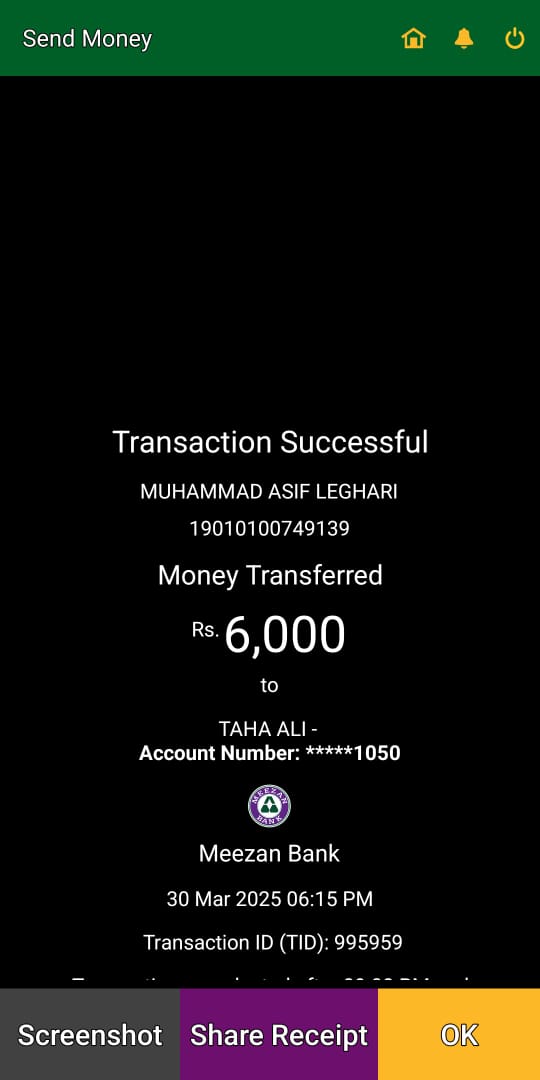 Send Money
Transaction Successful
MUHAMMAD ASIF LEGHARI
19010100749139
Money Transferred
Rs. 6,000
to
TAHA ALI -
Account Number: *****1050
MEEZAN BANK
Meezan Bank
30 Mar 2025 06:15 PM
Transaction ID (TID): 995959
Screenshot Share Receipt OK